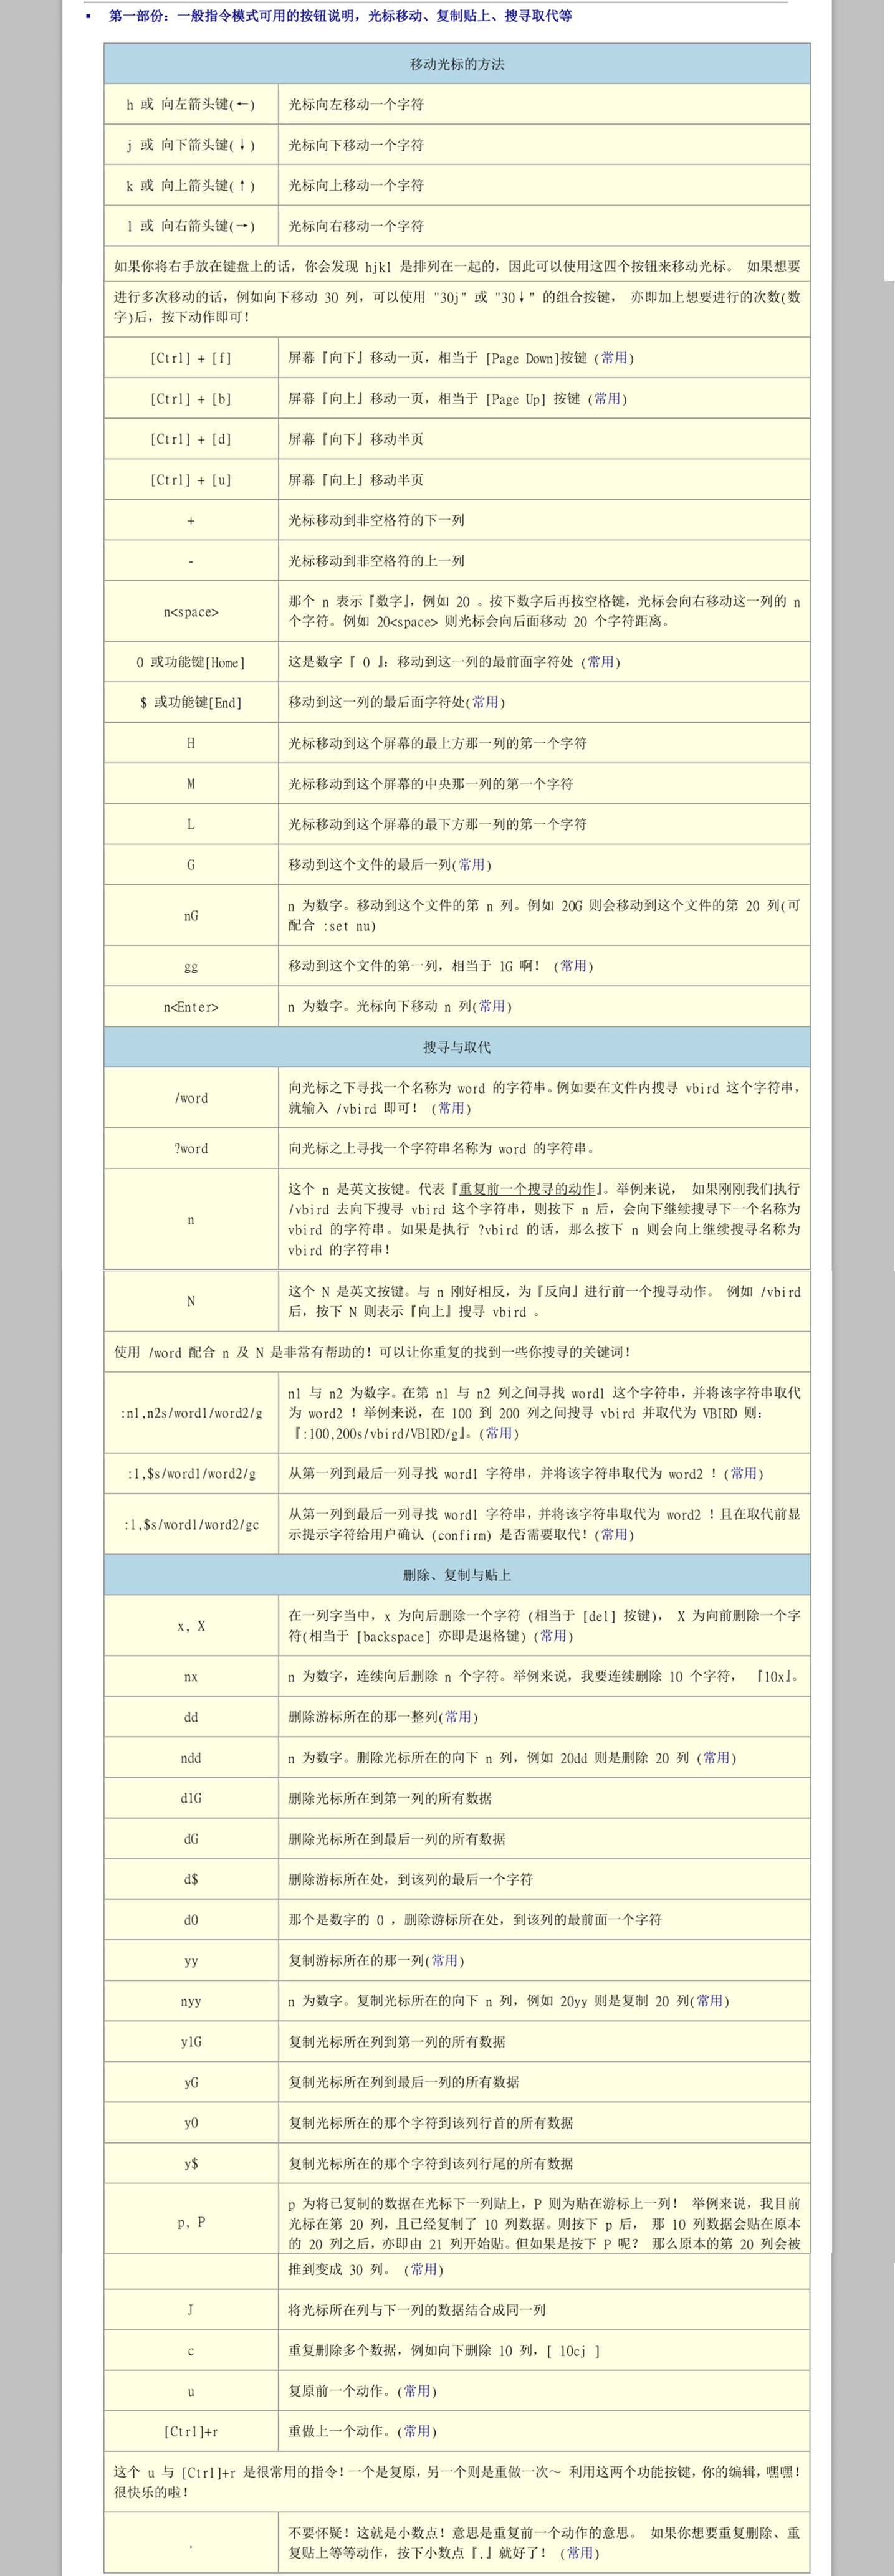 ▪ 第一部份：一般指令模式可用的按钮说明，光标移动、复制贴上、搜寻取代等
移动光标的方法
h 或 向左箭头键(←) 光标向左移动一个字符
j 或 向下箭头键(↓) 光标向下移动一个字符
k 或 向上箭头键(↑) 光标向上移动一个字符
l 或 向右箭头键(→) 光标向右移动一个字符
如果你将右手放在键盘上的话，你会发现 hjkl 是排列在一起的，因此可以使用这四个按钮来移动光标。 如果想要
进行多次移动的话，例如向下移动 30 列，可以使用 "30j" 或 "30↓" 的组合按键， 亦即加上想要进行的次数(数
字)后，按下动作即可！
[Ctrl] + [f] 屏幕『向下』移动一页，相当于 [Page Down]按键 (常用)
[Ctrl] + [b] 屏幕『向上』移动一页，相当于 [Page Up] 按键 (常用)
[Ctrl] + [d] 屏幕『向下』移动半页
[Ctrl] + [u] 屏幕『向上』移动半页
+ 光标移动到非空格符的下一列
- 光标移动到非空格符的上一列
n<space> 那个 n 表示『数字』，例如 20 。按下数字后再按空格键，光标会向右移动这一列的 n
个字符。例如 20<space> 则光标会向后面移动 20 个字符距离。
0 或功能键[Home] 这是数字『 0 』：移动到这一列的最前面字符处 (常用)
$ 或功能键[End] 移动到这一列的最后面字符处(常用)
H 光标移动到这个屏幕的最上方那一列的第一个字符
M 光标移动到这个屏幕的中央那一列的第一个字符
L 光标移动到这个屏幕的最下方那一列的第一个字符
G 移动到这个文件的最后一列(常用)
nG n 为数字。移动到这个文件的第 n 列。例如 20G 则会移动到这个文件的第 20 列(可
配合 :set nu)
gg 移动到这个文件的第一列，相当于 1G 啊！ (常用)
n<Enter> n 为数字。光标向下移动 n 列(常用)
搜寻与取代
/word 向光标之下寻找一个名称为 word 的字符串。例如要在文件内搜寻 vbird 这个字符串，
就输入 /vbird 即可！ (常用)
?word 向光标之上寻找一个字符串名称为 word 的字符串。
n 这个 n 是英文按键。代表『重复前一个搜寻的动作』。举例来说， 如果刚刚我们执行
/vbird 去向下搜寻 vbird 这个字符串，则按下 n 后，会向下继续搜寻下一个名称为
vbird 的字符串。如果是执行 ?vbird 的话，那么按下 n 则会向上继续搜寻名称为
vbird 的字符串！
N 这个 N 是英文按键。与 n 刚好相反，为『反向』进行前一个搜寻动作。 例如 /vbird
后，按下 N 则表示『向上』搜寻 vbird 。
使用 /word 配合 n 及 N 是非常有帮助的！可以让你重复的找到一些你搜寻的关键词！
:n1,n2s/word1/word2/g n1 与 n2 为数字。在第 n1 与 n2 列之间寻找 word1 这个字符串，并将该字符串取代
为 word2 ！举例来说，在 100 到 200 列之间搜寻 vbird 并取代为 VBIRD 则：
『:100,200s/vbird/VBIRD/g』。(常用)
:1,$s/word1/word2/g 从第一列到最后一列寻找 word1 字符串，并将该字符串取代为 word2 ！(常用)
:1,$s/word1/word2/gc 从第一列到最后一列寻找 word1 字符串，并将该字符串取代为 word2 ！且在取代前显
示提示字符给用户确认 (confirm) 是否需要取代！(常用)
删除、复制与贴上
x, X 在一列字当中，x 为向后删除一个字符 (相当于 [del] 按键)， X 为向前删除一个字
符(相当于 [backspace] 亦即是退格键) (常用)
nx n 为数字，连续向后删除 n 个字符。举例来说，我要连续删除 10 个字符， 『10x』。
dd 删除游标所在的那一整列(常用)
ndd n 为数字。删除光标所在的向下 n 列，例如 20dd 则是删除 20 列 (常用)
d1G 删除光标所在到第一列的所有数据
dG 删除光标所在到最后一列的所有数据
d$ 删除游标所在处，到该列的最后一个字符
d0 那个是数字的 0 ，删除游标所在处，到该列的最前面一个字符
yy 复制游标所在的那一列(常用)
nyy n 为数字。复制光标所在的向下 n 列，例如 20yy 则是复制 20 列(常用)
y1G 复制光标所在列到第一列的所有数据
yG 复制光标所在列到最后一列的所有数据
y0 复制光标所在的那个字符到该列行首的所有数据
y$ 复制光标所在的那个字符到该列行尾的所有数据
p, P p 为将已复制的数据在光标下一列贴上，P 则为贴在游标上一列！ 举例来说，我目前
光标在第 20 列，且已经复制了 10 列数据。则按下 p 后， 那 10 列数据会贴在原本
的 20 列之后，亦即由 21 列开始贴。但如果是按下 P 呢？ 那么原本的第 20 列会被
推到变成 30 列。 (常用)
J 将光标所在列与下一列的数据结合成同一列
c 重复删除多个数据，例如向下删除 10 列，[ 10cj ]
u 复原前一个动作。(常用)
[Ctrl]+r 重做上一个动作。(常用)
这个 u 与 [Ctrl]+r 是很常用的指令！一个是复原，另一个则是重做一次～ 利用这两个功能按键，你的编辑，嘿嘿！
很快乐的啦！
. 不要怀疑！这就是小数点！意思是重复前一个动作的意思。 如果你想要重复删除、重
复贴上等等动作，按下小数点『.』就好了！ (常用)